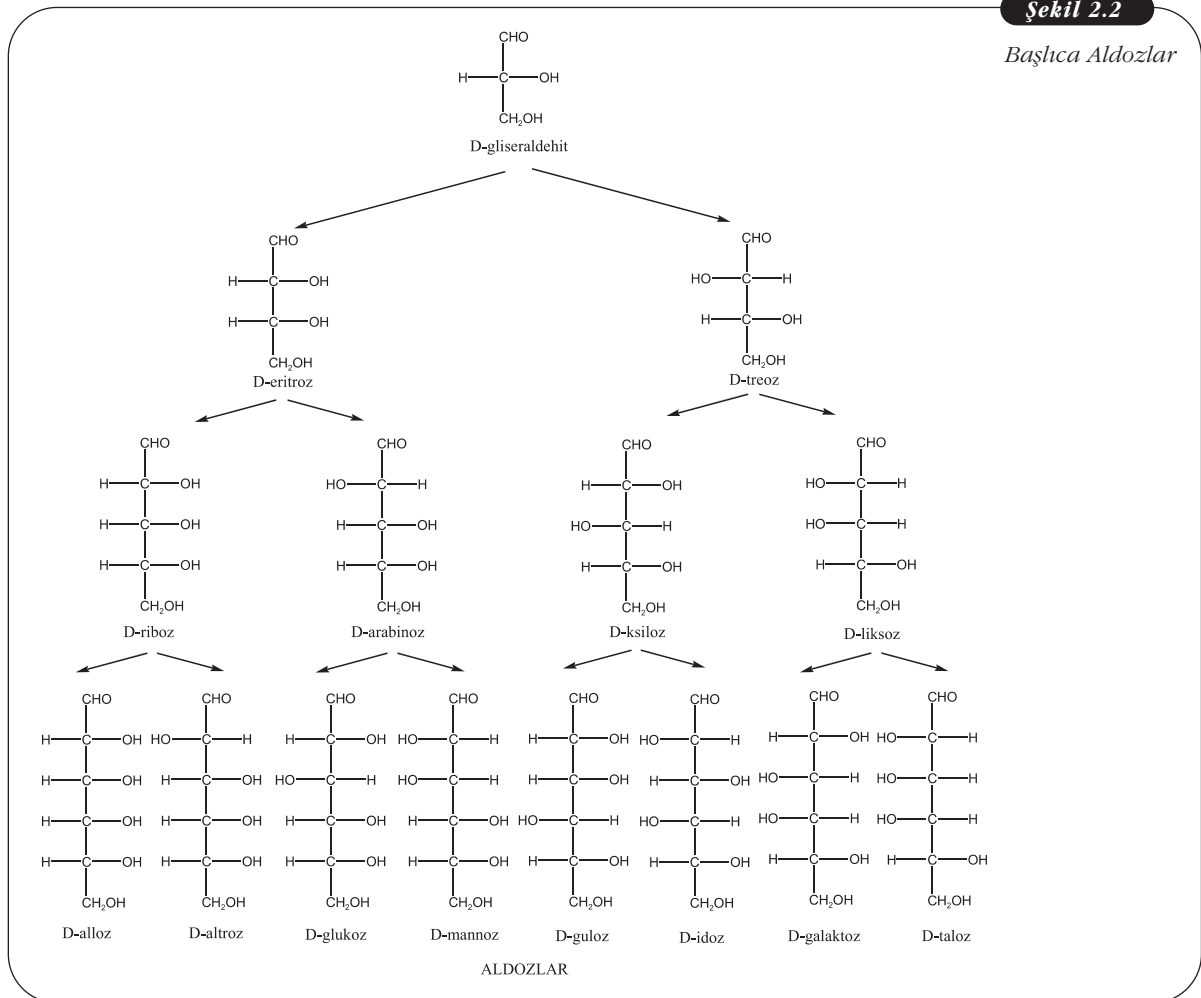 Şekil 2.2
Başlıca Aldozlar
CHO
H C OH
CH₂OH
D-gliseraldehit
CHO CHO
H C OH HO C H
H C OH H C OH
CH₂OH CH₂OH
D-eritroz D-treoz
CHO CHO CHO CHO
H C OH HO C H H C OH HO C H
H C OH H C OH HO C H HO C H
H C OH H C OH H C OH H C OH
CH₂OH CH₂OH CH₂OH CH₂OH
D-riboz D-arabinoz D-ksiloz D-liksoz
CHO CHO CHO CHO CHO CHO CHO CHO
H C OH HO C H H C OH HO C H H C OH HO C H H C OH HO C H
H C OH H C OH HO C H HO C H H C OH H C OH HO C H HO C H
H C OH H C OH H C OH H C OH HO C H HO C H HO C H HO C H
H C OH H C OH H C OH H C OH H C OH H C OH H C OH H C OH
CH₂OH CH₂OH CH₂OH CH₂OH CH₂OH CH₂OH CH₂OH CH₂OH
D-alloz D-altroz D-glukoz D-mannoz D-guloz D-idoz D-galaktoz D-taloz
ALDOZLAR